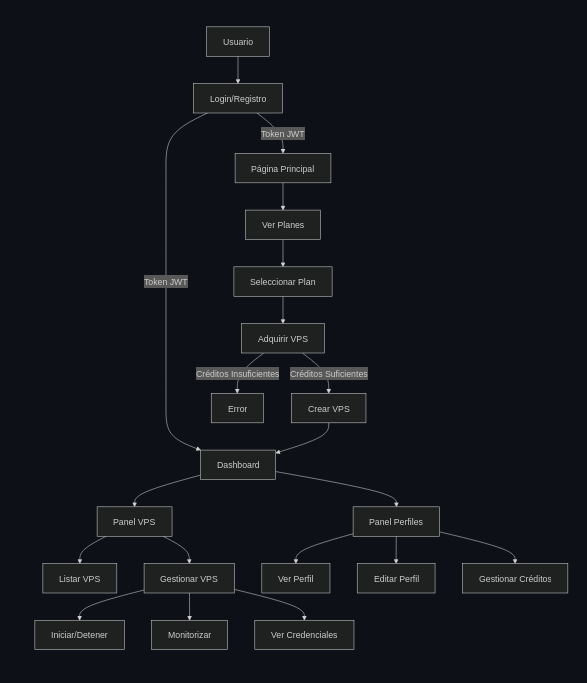 Usuario
Login/Registro
Token JWT
Página Principal
Ver Planes
Token JWT
Seleccionar Plan
Adquirir VPS
Créditos Insuficientes
Créditos Suficientes
Error
Crear VPS
Dashboard
Panel VPS
Panel Perfiles
Listar VPS
Gestionar VPS
Ver Perfil
Editar Perfil
Gestionar Créditos
Iniciar/Detener
Monitorizar
Ver Credenciales